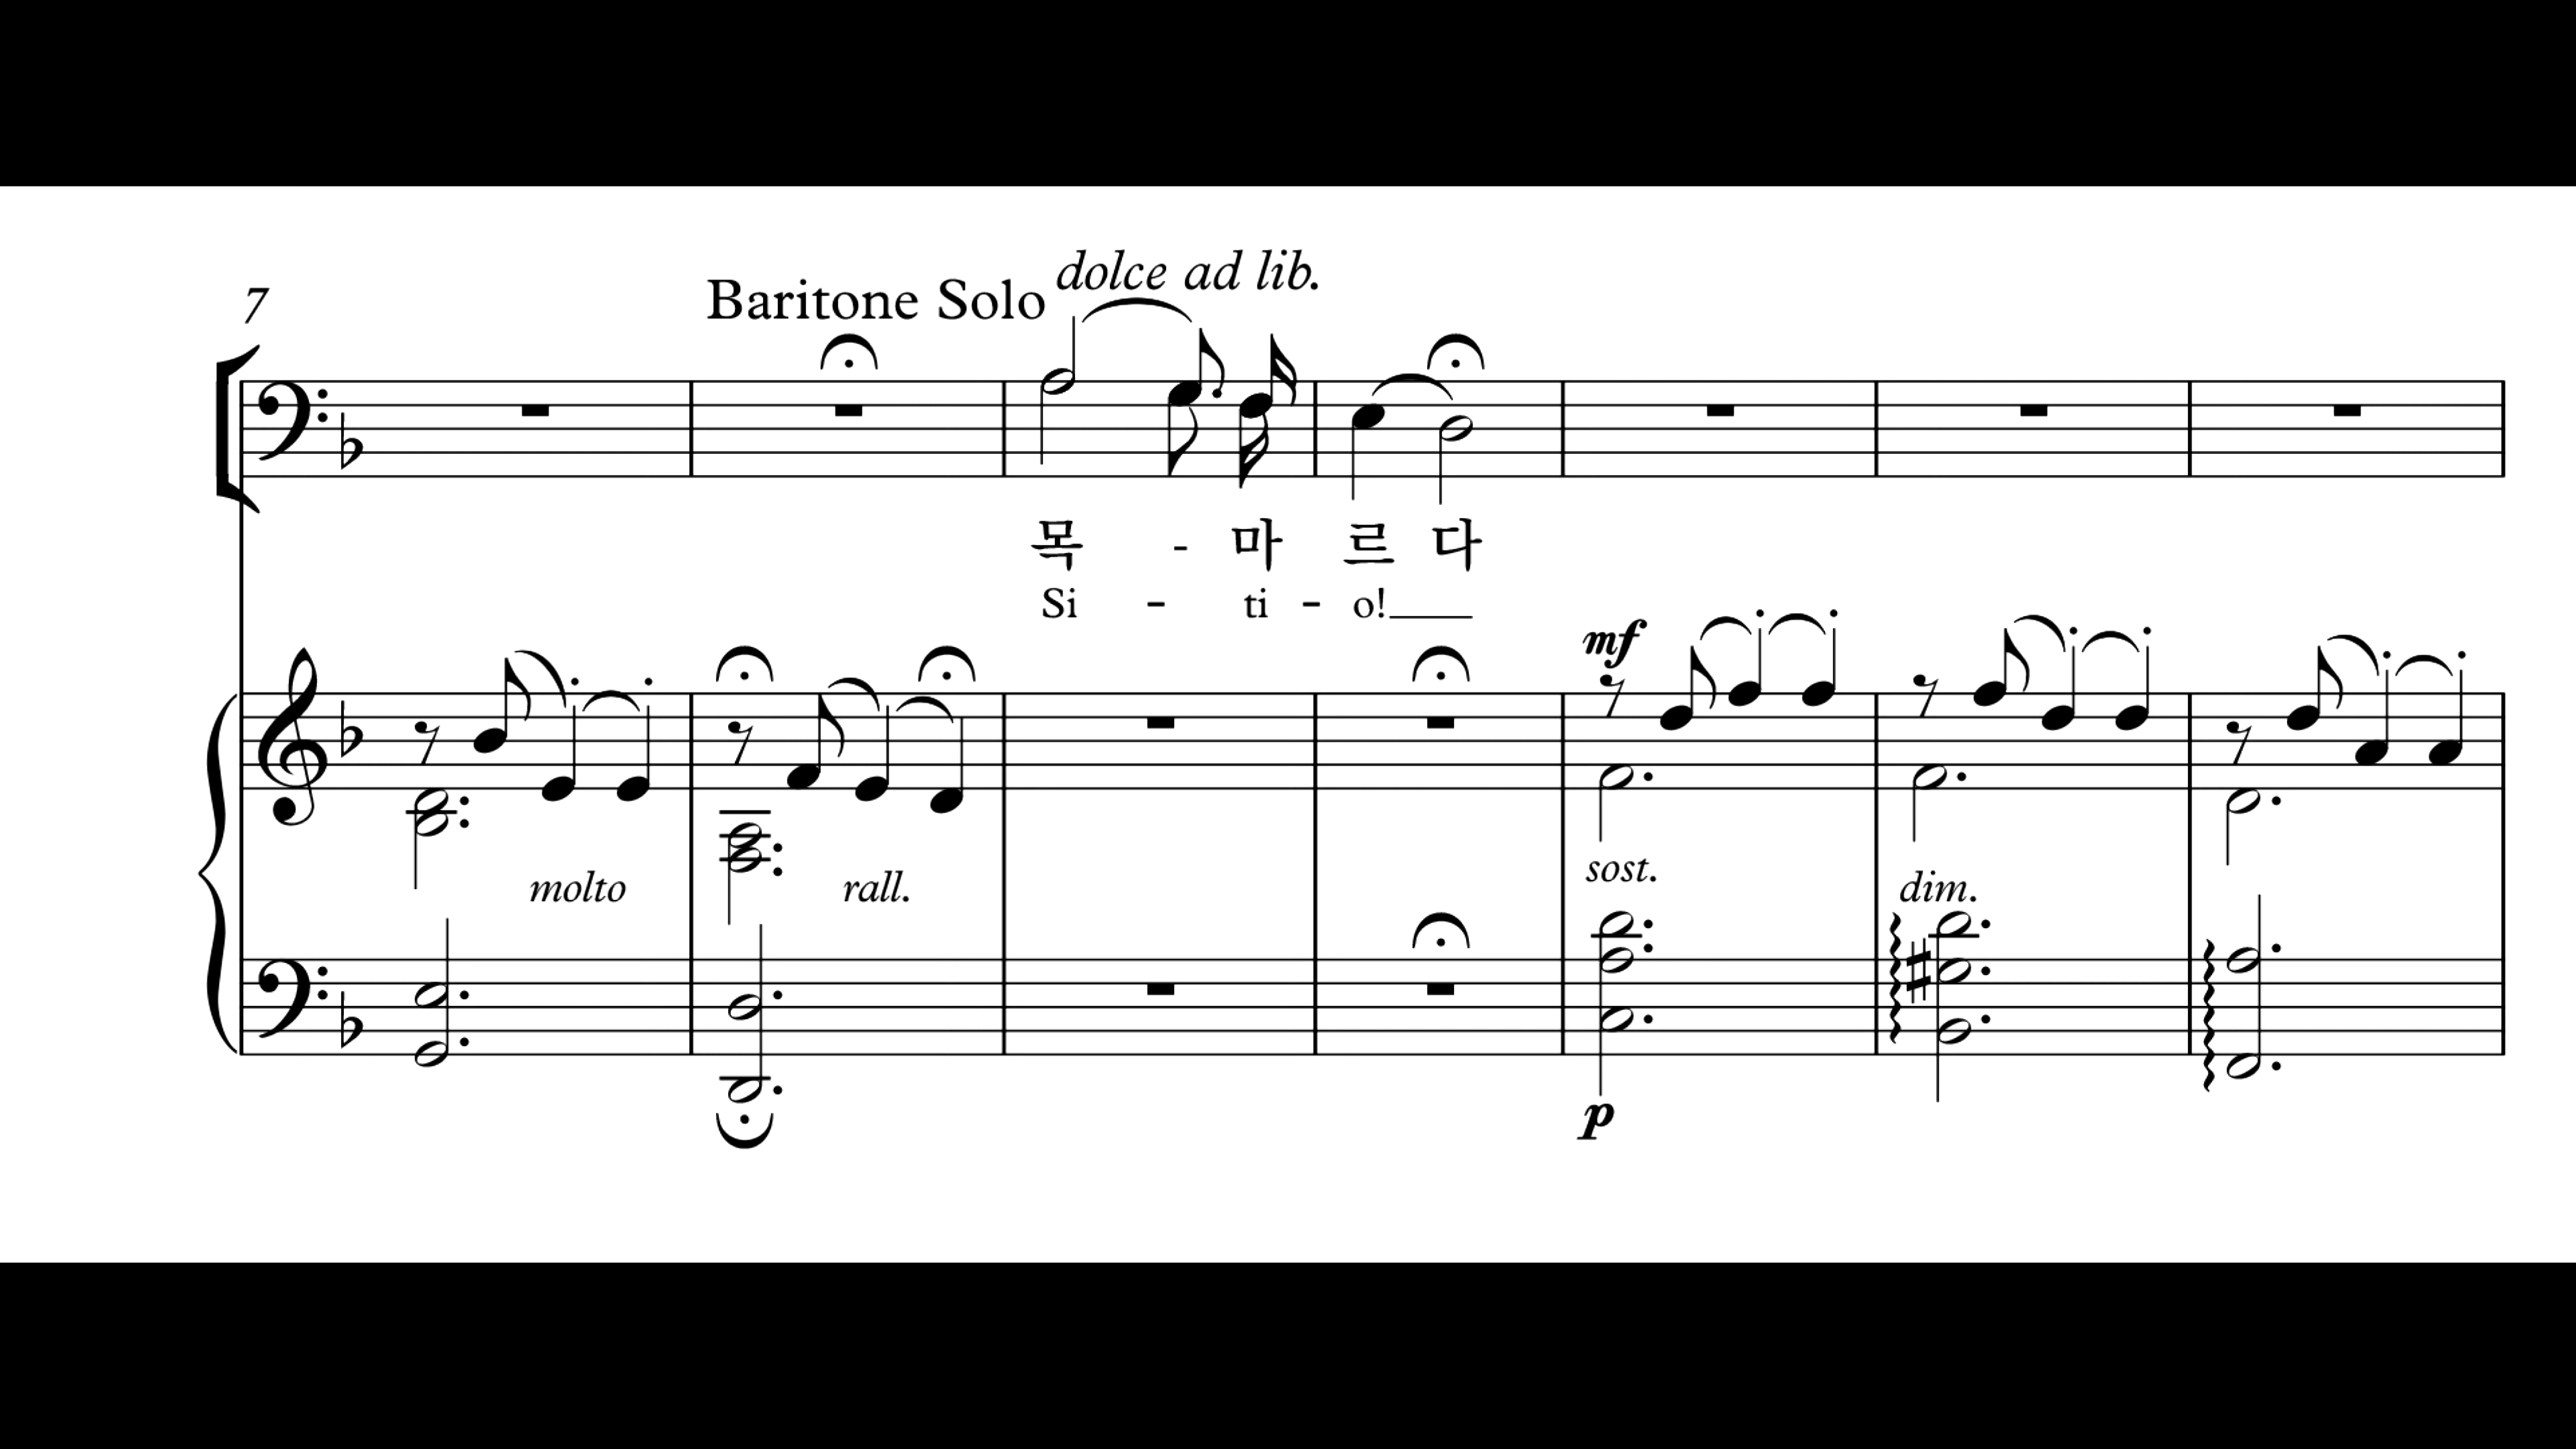 7
Baritone Solo dolce ad lib.
목 - 마 르 다
Si - ti - o!
mf
molto rall. sost. dim.
p